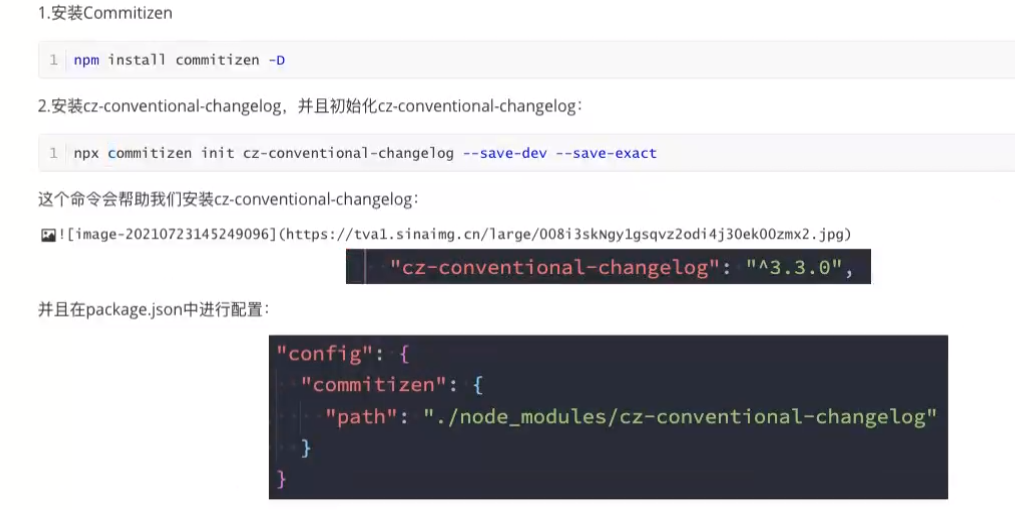 1.安装Commitizen
1 npm install commitizen -D
2.安装cz-conventional-changelog，并且初始化cz-conventional-changelog：
1 npx commitizen init cz-conventional-changelog --save-dev --save-exact
这个命令会帮助我们安装cz-conventional-changelog：
![image-20210723145249096](https://tva1.sinaimg.cn/large/008i3skNgy1gsqvz2odi4j30ek00zmx2.jpg)
"cz-conventional-changelog": "^3.3.0",
并且在package.json中进行配置：
"config": {
"commitizen": {
"path": "./node_modules/cz-conventional-changelog"
}
}